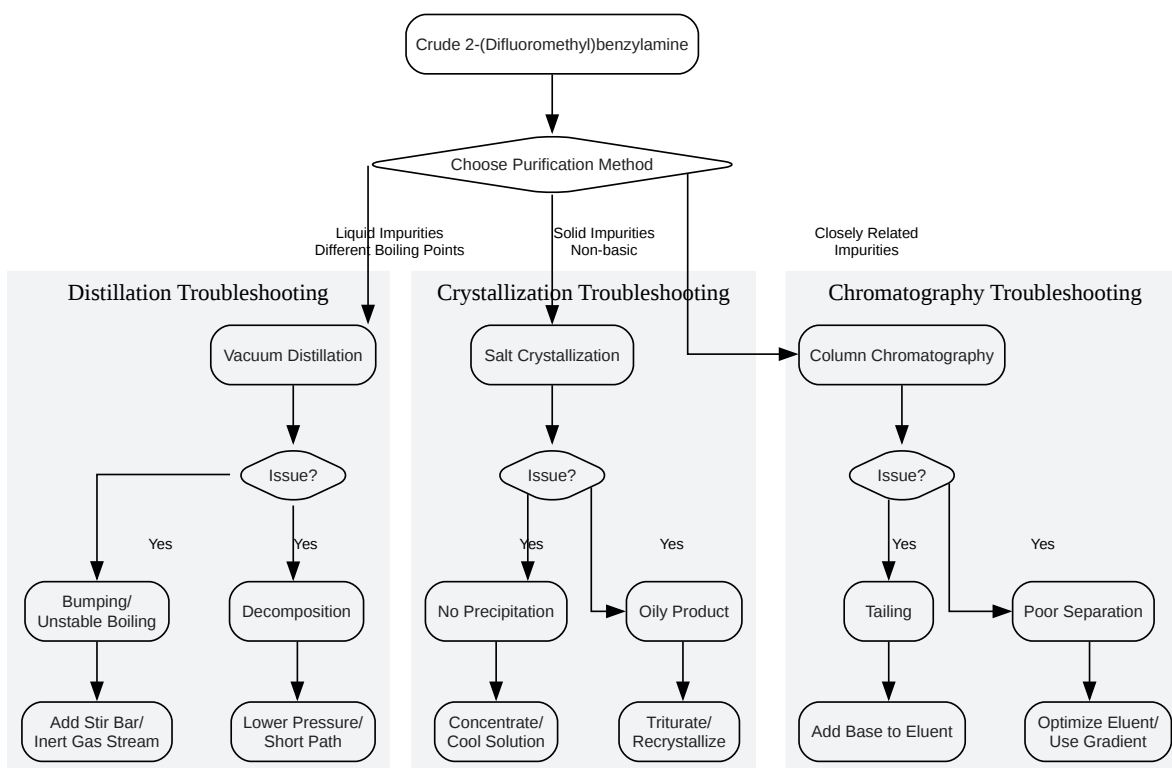 Crude 2-(Difluoromethyl)benzylamine
Choose Purification Method
Liquid Impurities
Different Boiling Points
Solid Impurities
Non-basic
Closely Related
Impurities
Distillation Troubleshooting
Crystallization Troubleshooting
Chromatography Troubleshooting
Vacuum Distillation
Salt Crystallization
Column Chromatography
Issue?
Issue?
Issue?
Yes
Yes
Yes
Yes
Yes
Yes
Bumping/
Unstable Boiling
Decomposition
No Precipitation
Oily Product
Tailing
Poor Separation
Add Stir Bar/
Inert Gas Stream
Lower Pressure/
Short Path
Concentrate/
Cool Solution
Triturate/
Recrystallize
Add Base to Eluent
Optimize Eluent/
Use Gradient